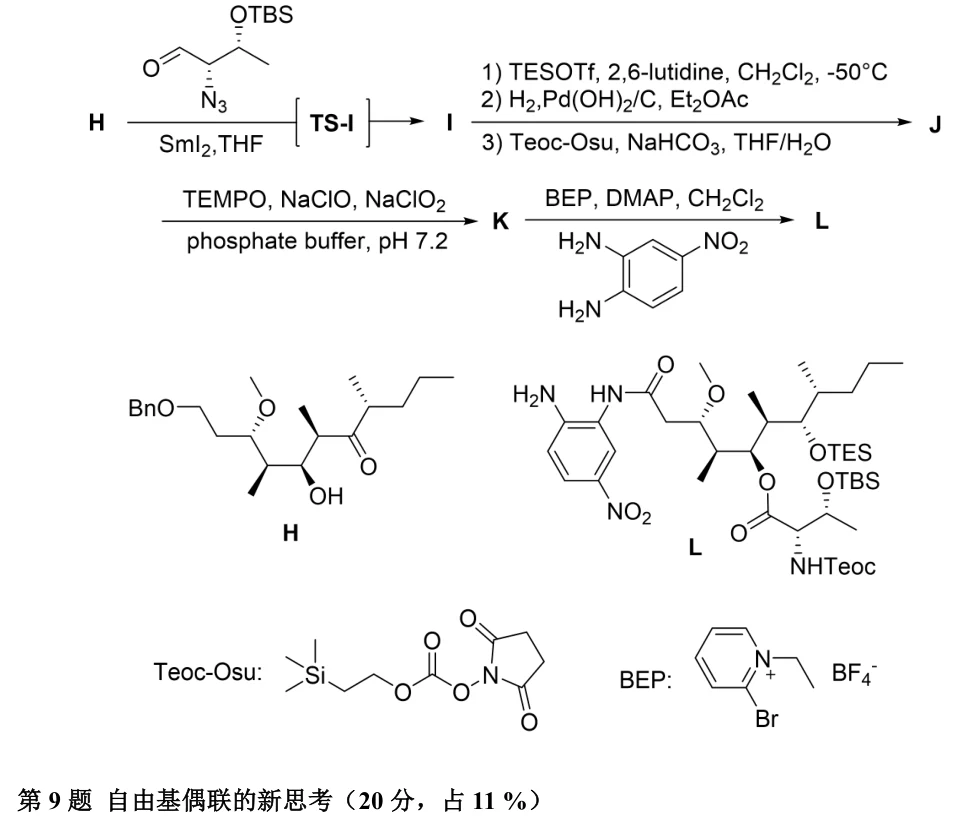 OTBS
O
N₃
H
SmI₂,THF
TS-I
I
1) TESOTf, 2,6-lutidine, CH₂Cl₂, -50°C
2) H₂,Pd(OH)₂/C, Et₂OAc
3) Teoc-Osu, NaHCO₃, THF/H₂O
J
TEMPO, NaClO, NaClO₂
phosphate buffer, pH 7.2
K
BEP, DMAP, CH₂Cl₂
H₂N
NO₂
H₂N
L
BnO
O
O
OH
H
H₂N
HN
O
O
NO₂
OTES
O
OTBS
O
NHTeoc
L
Teoc-Osu:
Si
O
O
O
N
O
O
BEP:
N
+
Br
BF₄⁻
第 9 题 自由基偶联的新思考（20 分，占 11 %）